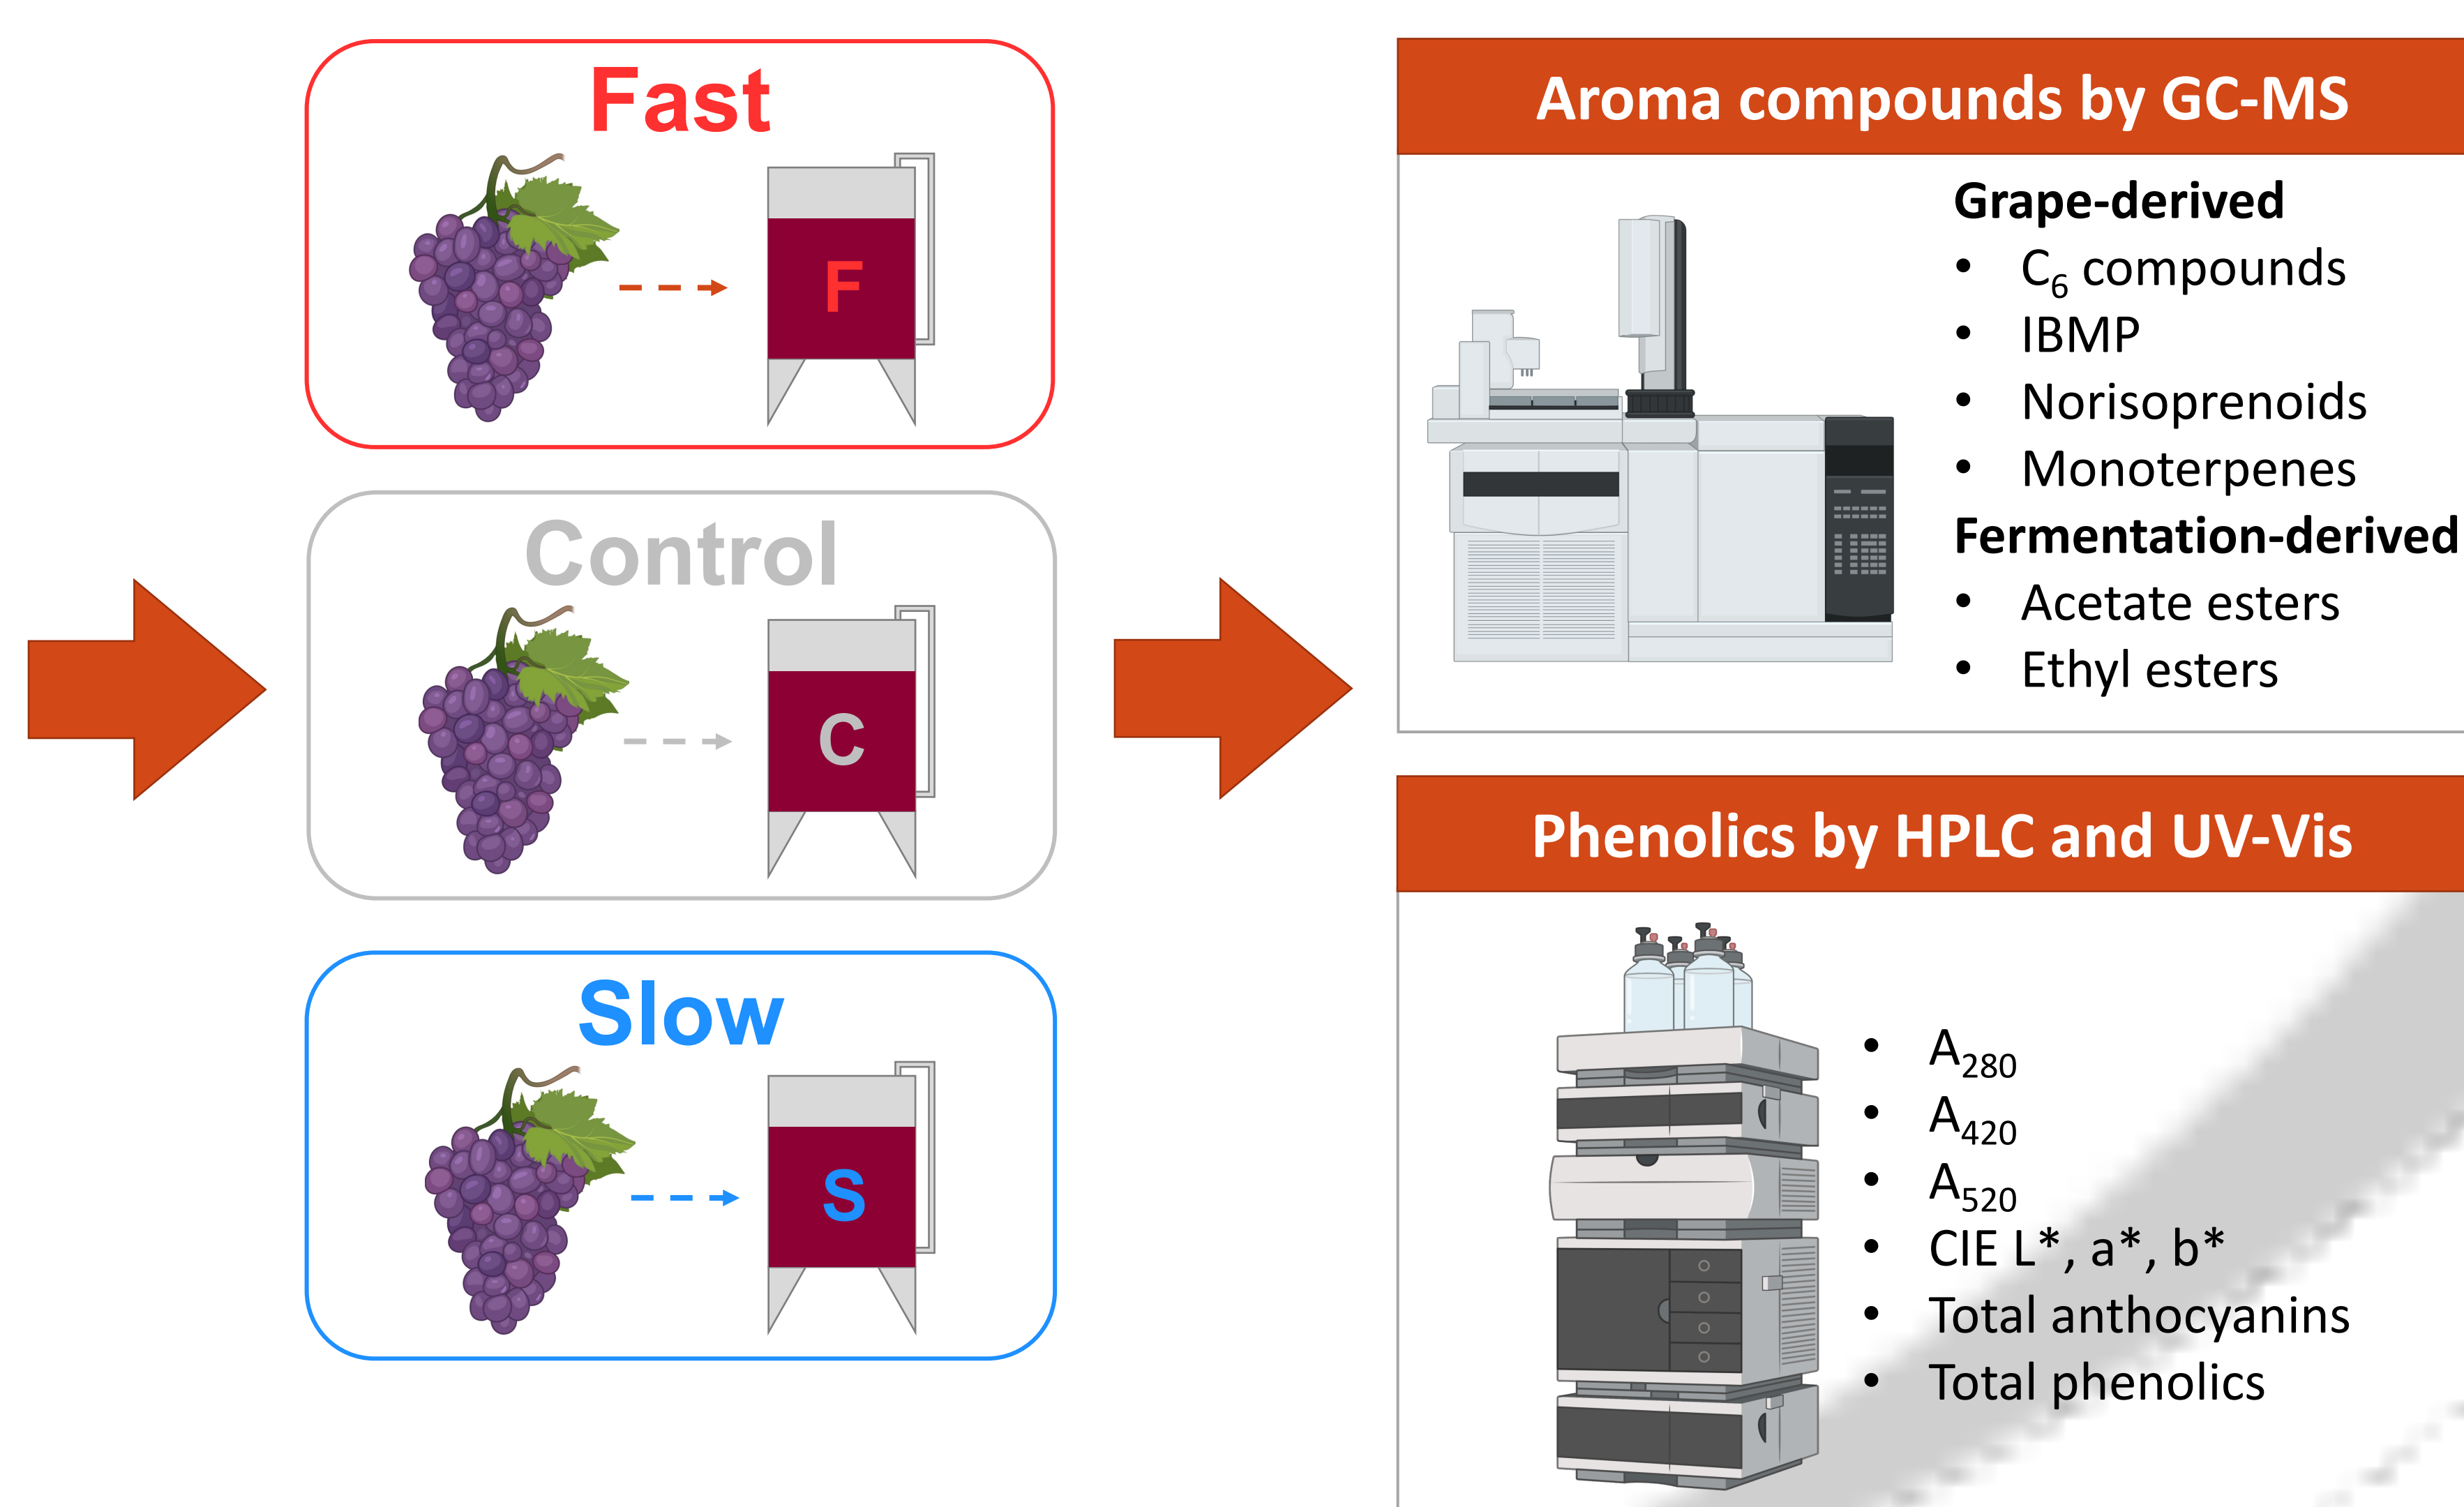 Fast
F
Control
C
Slow
S
Aroma compounds by GC-MS
Grape-derived
• C₆ compounds
• IBMP
• Norisoprenoids
• Monoterpenes
Fermentation-derived
• Acetate esters
• Ethyl esters
Phenolics by HPLC and UV-Vis
• A₂₈₀
• A₄₂₀
• A₅₂₀
• CIE L*, a*, b*
• Total anthocyanins
• Total phenolics